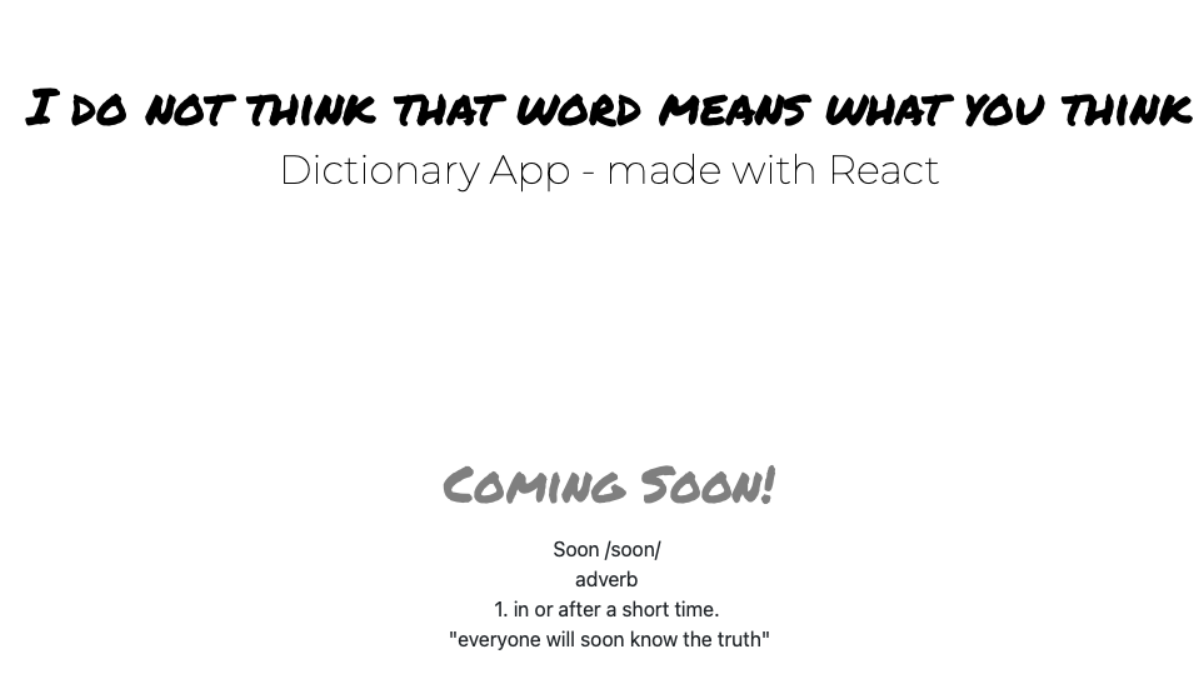 I do not think that word means what you think
Dictionary App - made with React
Coming Soon!
Soon /soon/
adverb
1. in or after a short time.
"everyone will soon know the truth"